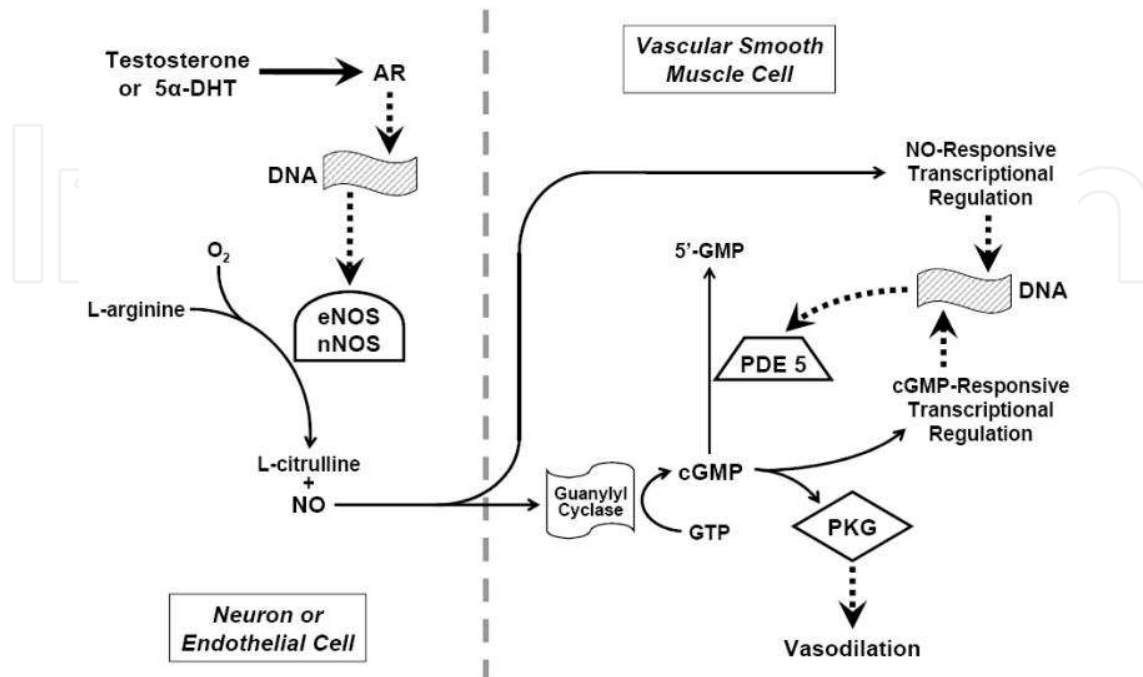 Testosterone
or 5α-DHT
AR
DNA
O₂
L-arginine
eNOS
nNOS
L-citrulline
+
NO
Neuron or
Endothelial Cell
Vascular Smooth
Muscle Cell
NO-Responsive
Transcriptional
Regulation
5'-GMP
DNA
PDE 5
cGMP-Responsive
Transcriptional
Regulation
Guanylyl
Cyclase
cGMP
GTP
PKG
Vasodilation